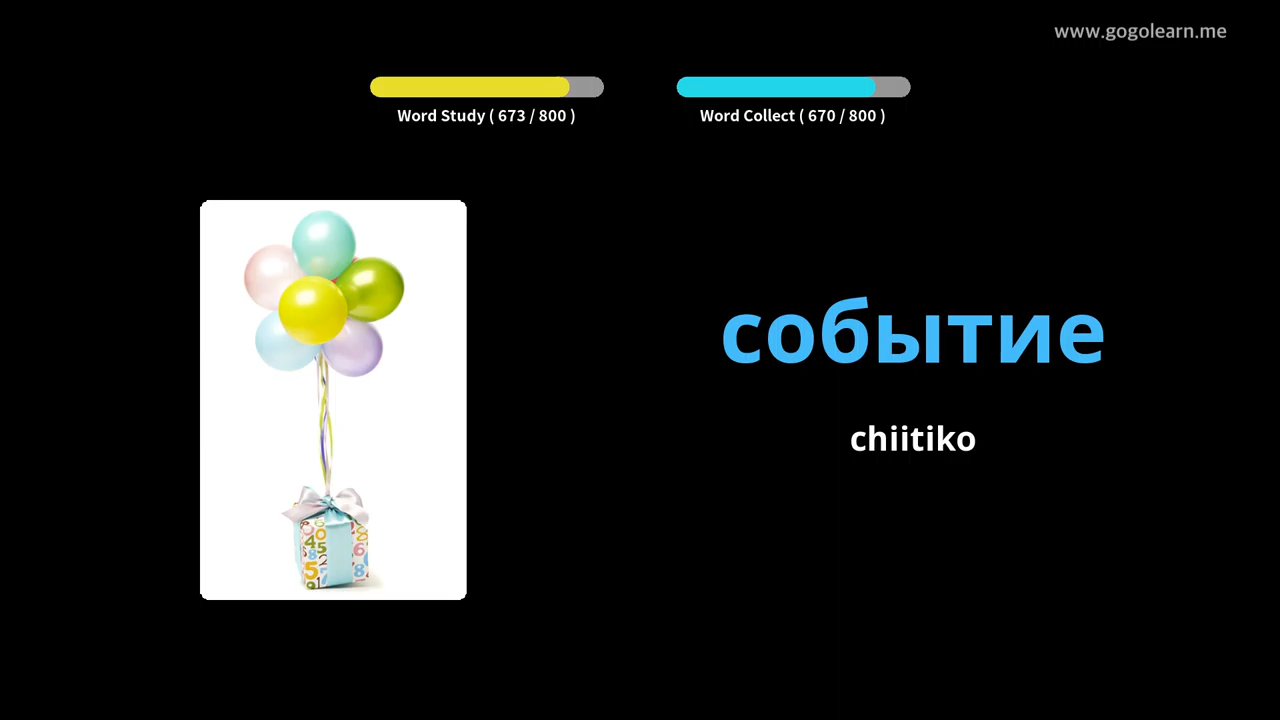 www.gogolearn.me
Word Study ( 673 / 800 )
Word Collect ( 670 / 800 )
событие
chiitiko